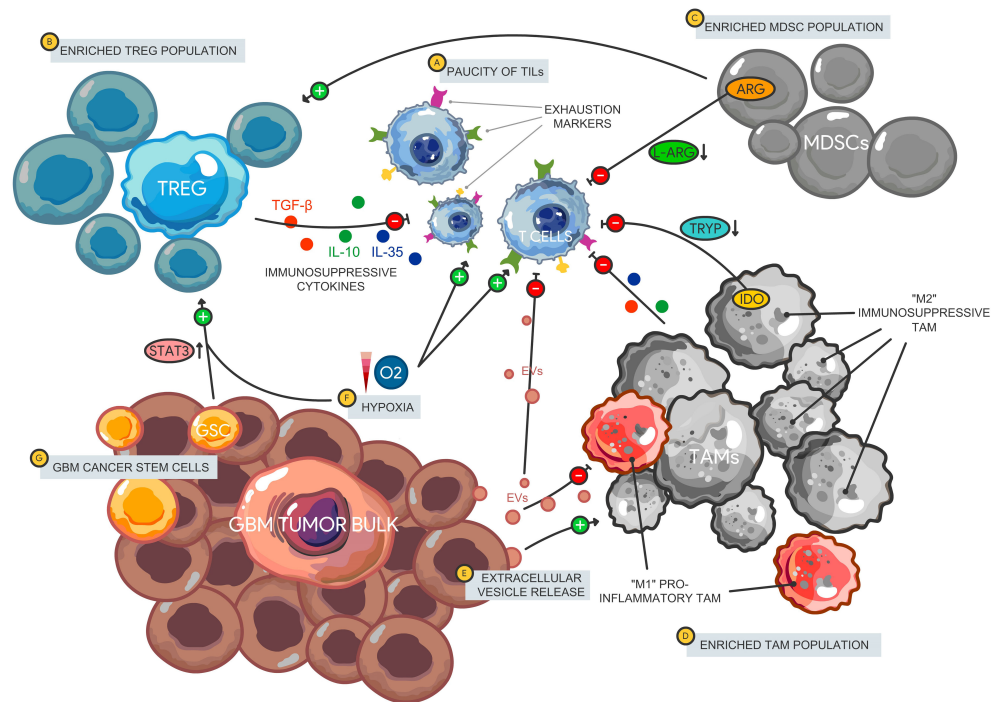 B
ENRICHED TREG POPULATION
A
PAUCITY OF TILs
C
ENRICHED MDSC POPULATION
EXHAUSTION
MARKERS
ARG
MDSCs
L-ARG
TREG
TGF-β
IL-10
IL-35
IMMUNOSUPPRESSIVE
CYTOKINES
T CELLS
TRYP
IDO
"M2"
IMMUNOSUPPRESSIVE
TAM
STAT3
O2
F
HYPOXIA
EVs
GSC
G
GBM CANCER STEM CELLS
TAMs
EVs
GBM TUMOR BULK
E
EXTRACELLULAR
VESICLE RELEASE
"M1" PRO-
INFLAMMATORY TAM
D
ENRICHED TAM POPULATION